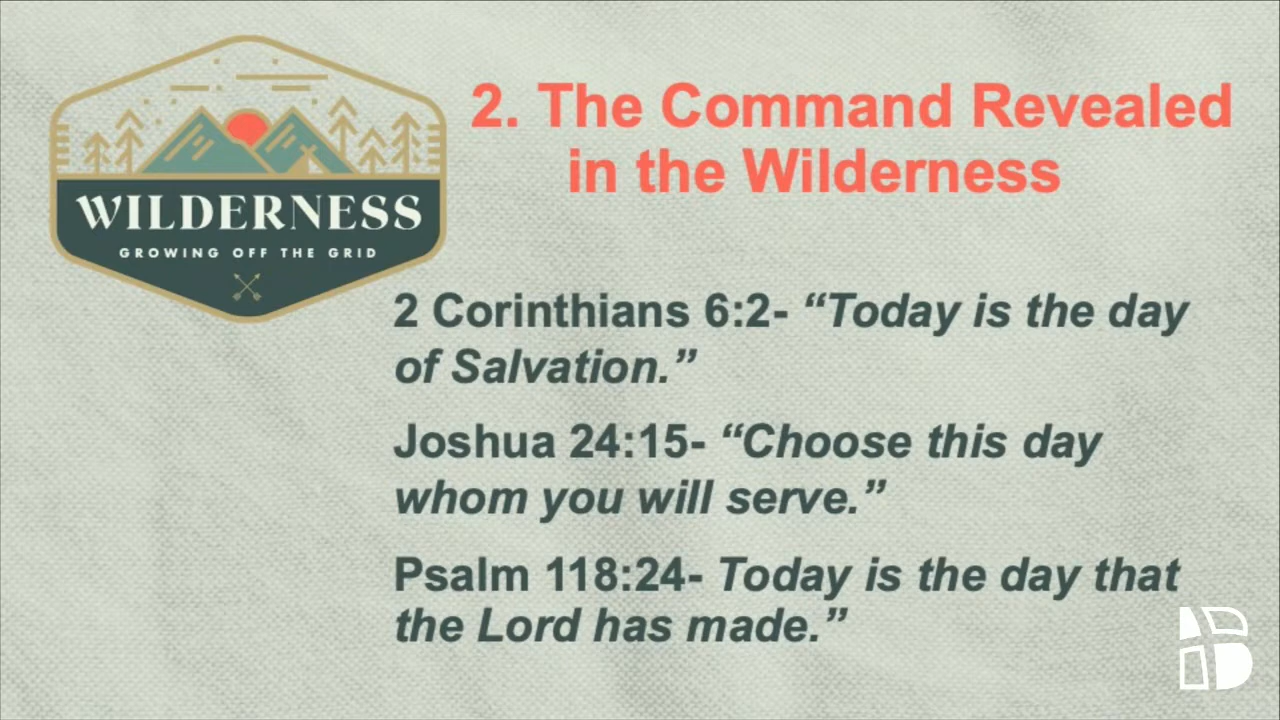 WILDERNESS
GROWING OFF THE GRID
2. The Command Revealed
in the Wilderness
2 Corinthians 6:2- “Today is the day
of Salvation.”
Joshua 24:15- “Choose this day
whom you will serve.”
Psalm 118:24- Today is the day that
the Lord has made.”